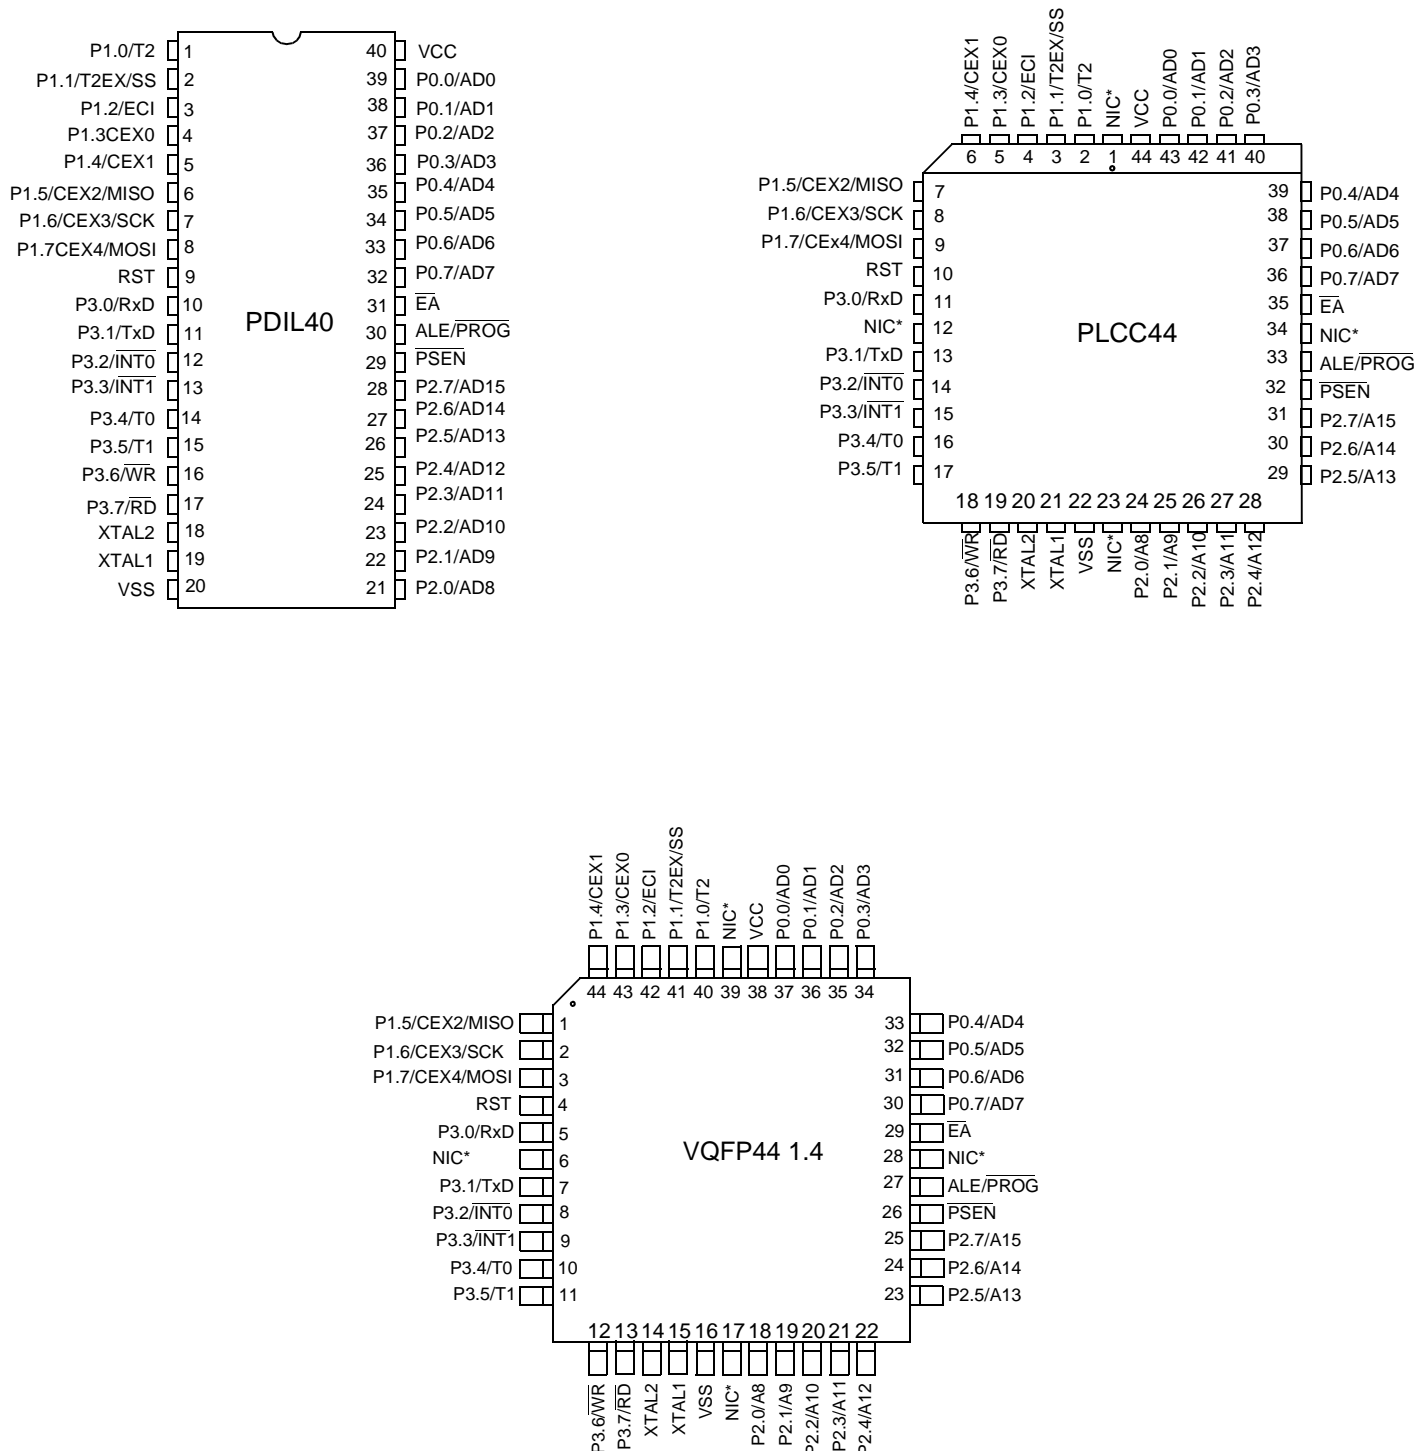 P1.0/T2 1 40 VCC
P1.1/T2EX/SS 2 39 P0.0/AD0
P1.2/ECI 3 38 P0.1/AD1
P1.3CEX0 4 37 P0.2/AD2
P1.4/CEX1 5 36 P0.3/AD3
P1.5/CEX2/MISO 6 35 P0.4/AD4
P1.6/CEX3/SCK 7 34 P0.5/AD5
P1.7CEX4/MOSI 8 33 P0.6/AD6
RST 9 32 P0.7/AD7
P3.0/RxD 10 31 EA
PDIL40
P3.1/TxD 11 30 ALE/PROG
P3.2/INT0 12 29 PSEN
P3.3/INT1 13 28 P2.7/AD15
P3.4/T0 14 27 P2.6/AD14
P3.5/T1 15 26 P2.5/AD13
P3.6/WR 16 25 P2.4/AD12
P3.7/RD 17 24 P2.3/AD11
XTAL2 18 23 P2.2/AD10
XTAL1 19 22 P2.1/AD9
VSS 20 21 P2.0/AD8
P1.4/CEX1
P1.3/CEX0
P1.2/ECI
P1.1/T2EX/SS
P1.0/T2
NIC*
VCC
P0.0/AD0
P0.1/AD1
P0.2/AD2
P0.3/AD3
6 5 4 3 2 1 44 43 42 41 40
P1.5/CEX2/MISO 7 39 P0.4/AD4
P1.6/CEX3/SCK 8 38 P0.5/AD5
P1.7/CEx4/MOSI 9 37 P0.6/AD6
RST 10 36 P0.7/AD7
P3.0/RxD 11 35 EA
NIC* 12 34 NIC*
PLCC44
P3.1/TxD 13 33 ALE/PROG
P3.2/INT0 14 32 PSEN
P3.3/INT1 15 31 P2.7/A15
P3.4/T0 16 30 P2.6/A14
P3.5/T1 17 29 P2.5/A13
18 19 20 21 22 23 24 25 26 27 28
P3.6/WR
P3.7/RD
XTAL2
XTAL1
VSS
NIC*
P2.0/A8
P2.1/A9
P2.2/A10
P2.3/A11
P2.4/A12
P1.4/CEX1
P1.3/CEX0
P1.2/ECI
P1.1/T2EX/SS
P1.0/T2
NIC*
VCC
P0.0/AD0
P0.1/AD1
P0.2/AD2
P0.3/AD3
44 43 42 41 40 39 38 37 36 35 34
P1.5/CEX2/MISO 1 33 P0.4/AD4
P1.6/CEX3/SCK 2 32 P0.5/AD5
P1.7/CEX4/MOSI 3 31 P0.6/AD6
RST 4 30 P0.7/AD7
P3.0/RxD 5 29 EA
VQFP44 1.4
NIC* 6 28 NIC*
P3.1/TxD 7 27 ALE/PROG
P3.2/INT0 8 26 PSEN
P3.3/INT1 9 25 P2.7/A15
P3.4/T0 10 24 P2.6/A14
P3.5/T1 11 23 P2.5/A13
12 13 14 15 16 17 18 19 20 21 22
P3.6/WR
P3.7/RD
XTAL2
XTAL1
VSS
NIC*
P2.0/A8
P2.1/A9
P2.2/A10
P2.3/A11
P2.4/A12